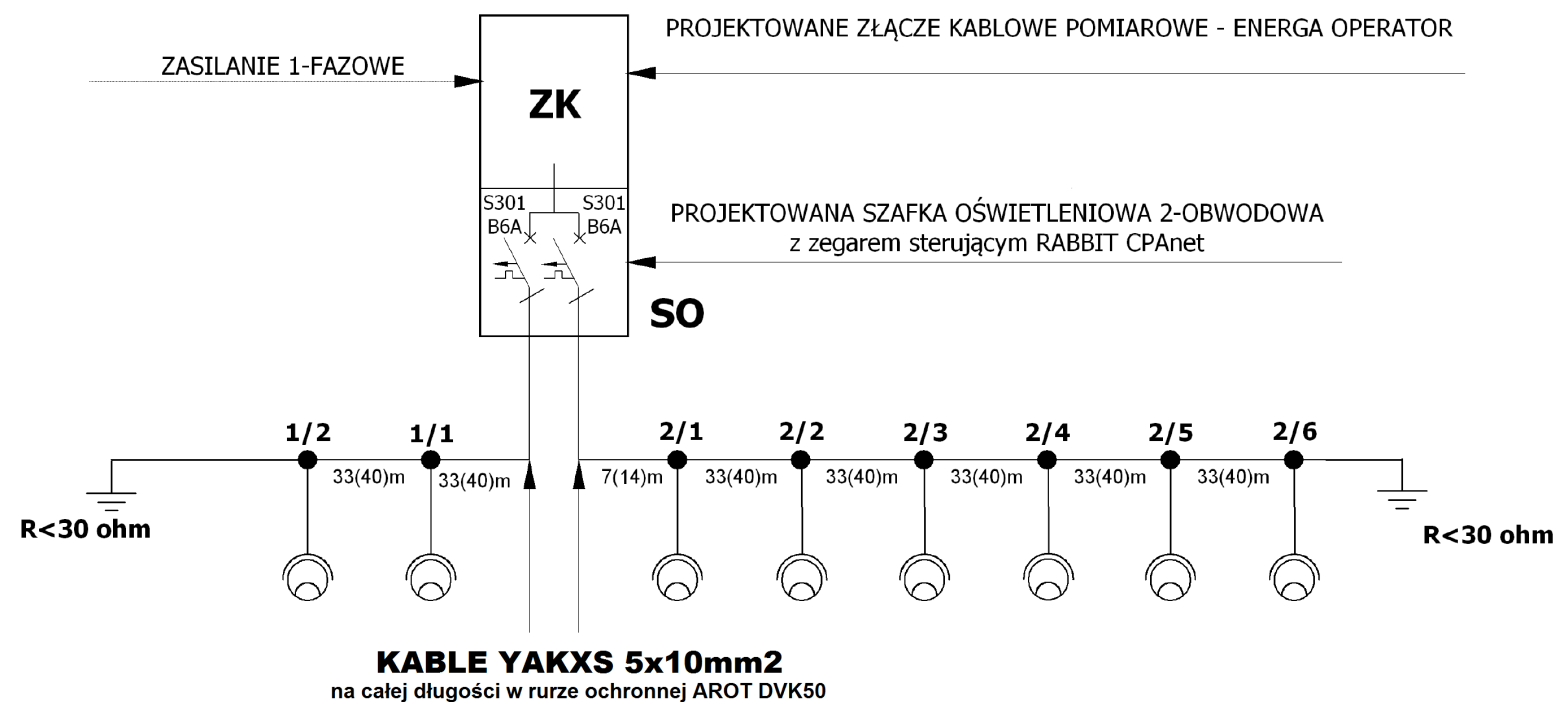 PROJEKTOWANE ZŁĄCZE KABLOWE POMIAROWE - ENERGA OPERATOR
ZASILANIE 1-FAZOWE
ZK
S301 S301
B6A B6A
PROJEKTOWANA SZAFKA OŚWIETLENIOWA 2-OBWODOWA
z zegarem sterującym RABBIT CPAnet
SO
1/2 1/1 2/1 2/2 2/3 2/4 2/5 2/6
33(40)m 33(40)m 7(14)m 33(40)m 33(40)m 33(40)m 33(40)m 33(40)m
R<30 ohm R<30 ohm
KABLE YAKXS 5x10mm2
na całej długości w rurze ochronnej AROT DVK50